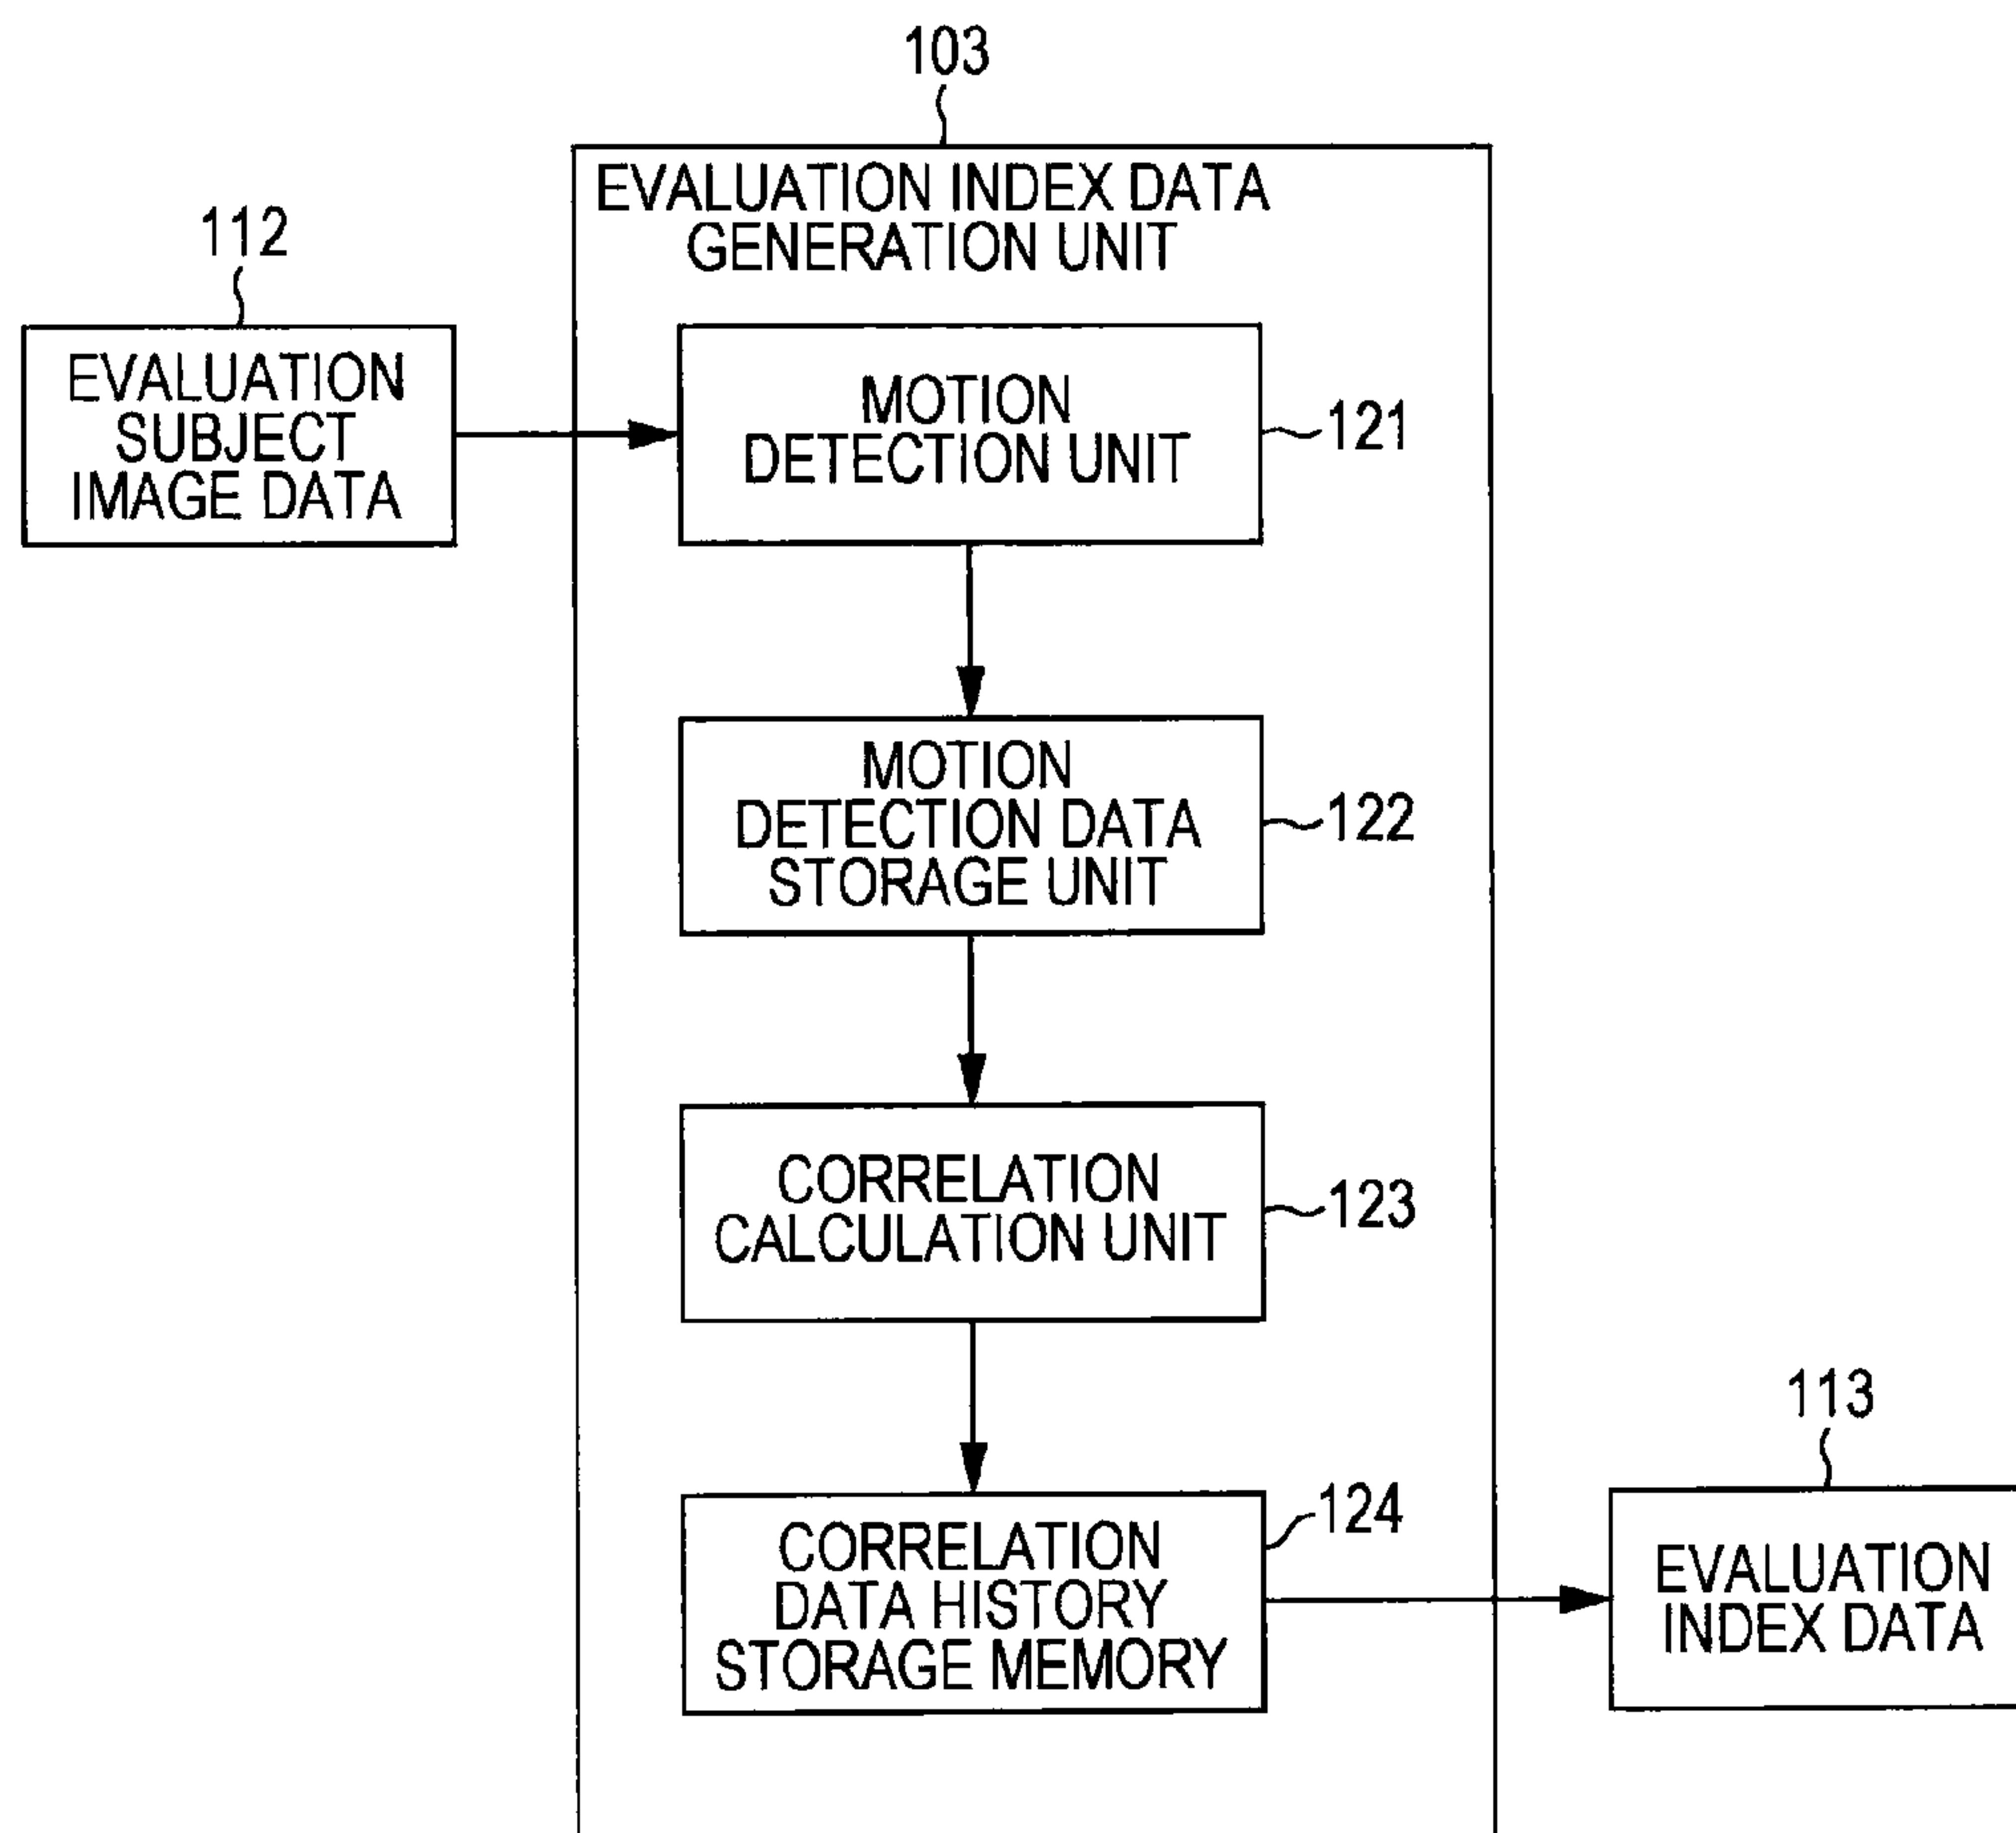 103
EVALUATION INDEX DATA
GENERATION UNIT
112
EVALUATION
SUBJECT
IMAGE DATA
MOTION
DETECTION UNIT
121
MOTION
DETECTION DATA
STORAGE UNIT
122
CORRELATION
CALCULATION UNIT
123
CORRELATION
DATA HISTORY
STORAGE MEMORY
124
113
EVALUATION
INDEX DATA